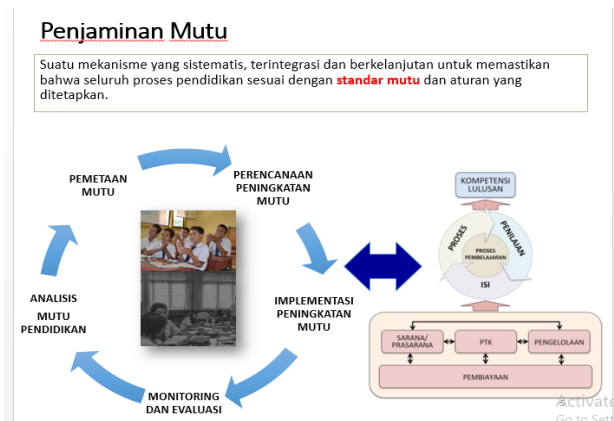 Penjaminan Mutu
Suatu mekanisme yang sistematis, terintegrasi dan berkelanjutan untuk memastikan
bahwa seluruh proses pendidikan sesuai dengan standar mutu dan aturan yang
ditetapkan.
PEMETAAN
MUTU
PERENCANAAN
PENINGKATAN
MUTU
IMPLEMENTASI
PENINGKATAN
MUTU
MONITORING
DAN EVALUASI
ANALISIS
MUTU
PENDIDIKAN
KOMPETENSI
LULUSAN
PROSES
PENILAIAN
PROSES
PEMBELAJARAN
ISI
SARANA/
PRASARANA
PTK
PENGELOLAAN
PEMBIAYAAN
Activate
Go to Sett